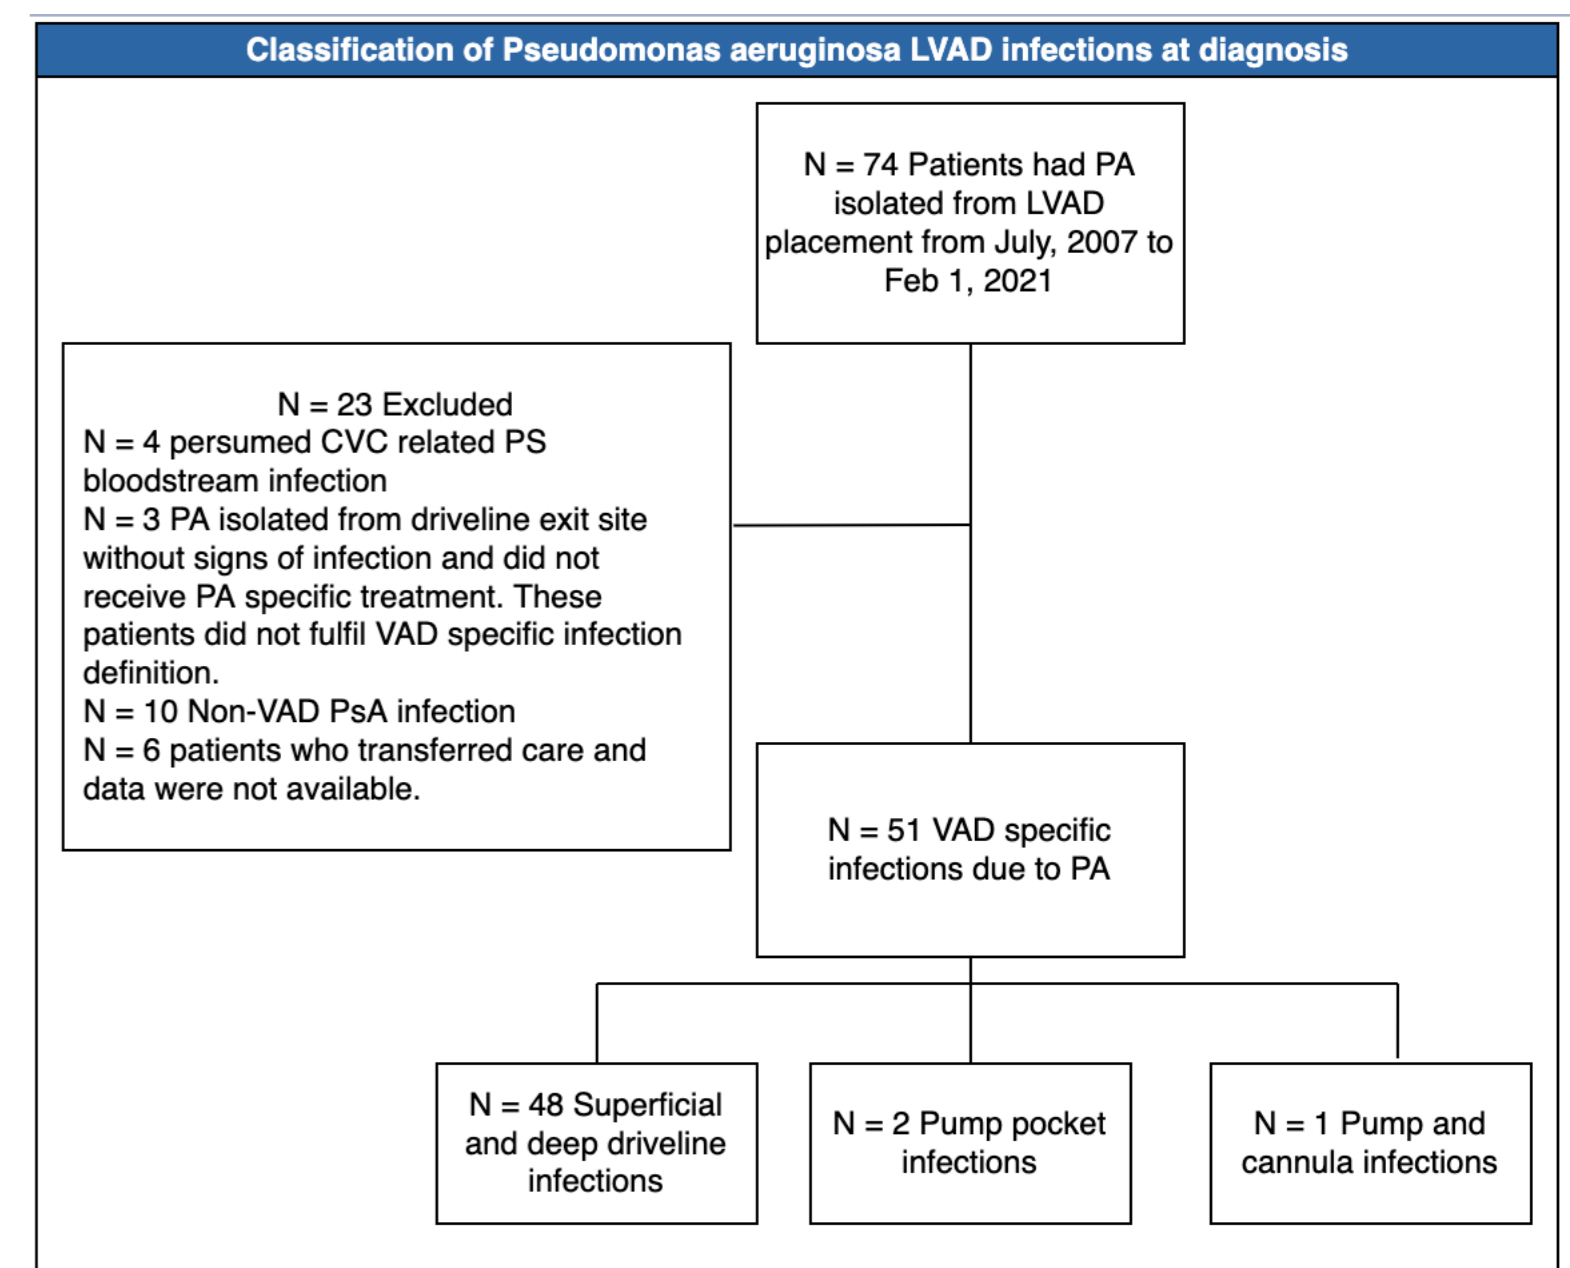 Classification of Pseudomonas aeruginosa LVAD infections at diagnosis
N = 74 Patients had PA
isolated from LVAD
placement from July, 2007 to
Feb 1, 2021
N = 23 Excluded
N = 4 persumed CVC related PS
bloodstream infection
N = 3 PA isolated from driveline exit site
without signs of infection and did not
receive PA specific treatment. These
patients did not fulfil VAD specific infection
definition.
N = 10 Non-VAD PsA infection
N = 6 patients who transferred care and
data were not available.
N = 51 VAD specific
infections due to PA
N = 48 Superficial
and deep driveline
infections
N = 2 Pump pocket
infections
N = 1 Pump and
cannula infections